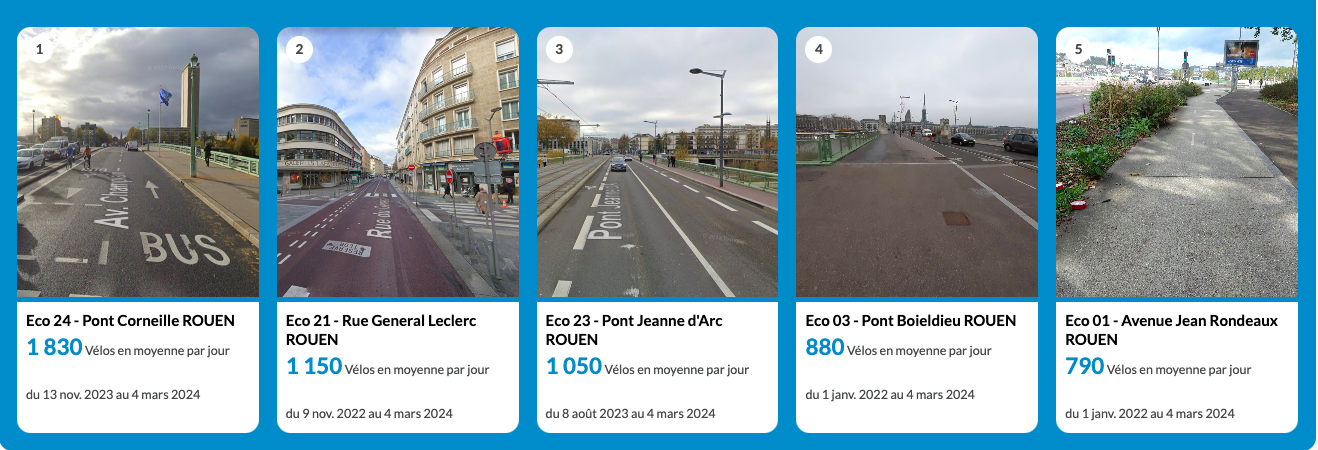 1
Av. Cham
BUS
Eco 24 - Pont Corneille ROUEN
1 830 Vélos en moyenne par jour
du 13 nov. 2023 au 4 mars 2024
2
Rue du
Eco 21 - Rue General Leclerc
ROUEN
1 150 Vélos en moyenne par jour
du 9 nov. 2022 au 4 mars 2024
3
Pont Jeanne
Eco 23 - Pont Jeanne d'Arc
ROUEN
1 050 Vélos en moyenne par jour
du 8 août 2023 au 4 mars 2024
4
Eco 03 - Pont Boieldieu ROUEN
880 Vélos en moyenne par jour
du 1 janv. 2022 au 4 mars 2024
5
Eco 01 - Avenue Jean Rondeaux
ROUEN
790 Vélos en moyenne par jour
du 1 janv. 2022 au 4 mars 2024